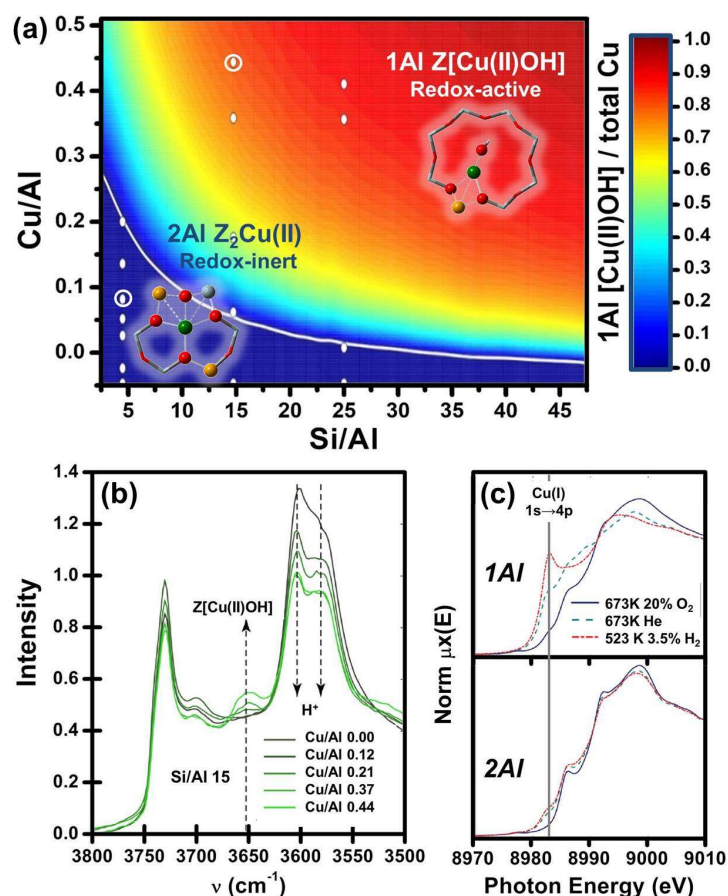 (a)
0.5
0.4
0.3
0.2
0.1
0.0
Cu/Al
1Al Z[Cu(II)OH]
Redox-active
2Al Z₂Cu(II)
Redox-inert
5
10
15
20
25
30
35
40
45
Si/Al
1.0
0.9
0.8
0.7
0.6
0.5
0.4
0.3
0.2
0.1
0
1Al [Cu(II)OH] / total Cu
(b)
1.4
1.2
1.0
0.8
0.6
0.4
0.2
0.0
Intensity
Z[Cu(II)OH]
H⁺
Si/Al 15
Cu/Al 0.00
Cu/Al 0.12
Cu/Al 0.21
Cu/Al 0.37
Cu/Al 0.44
3800
3750
3700
3650
3600
3550
3500
ν (cm⁻¹)
(c)
Cu(I)
1s→4p
1Al
673K 20% O₂
673K He
523 K 3.5% H₂
2Al
Norm μx(E)
8970
8980
8990
9000
9010
Photon Energy (eV)